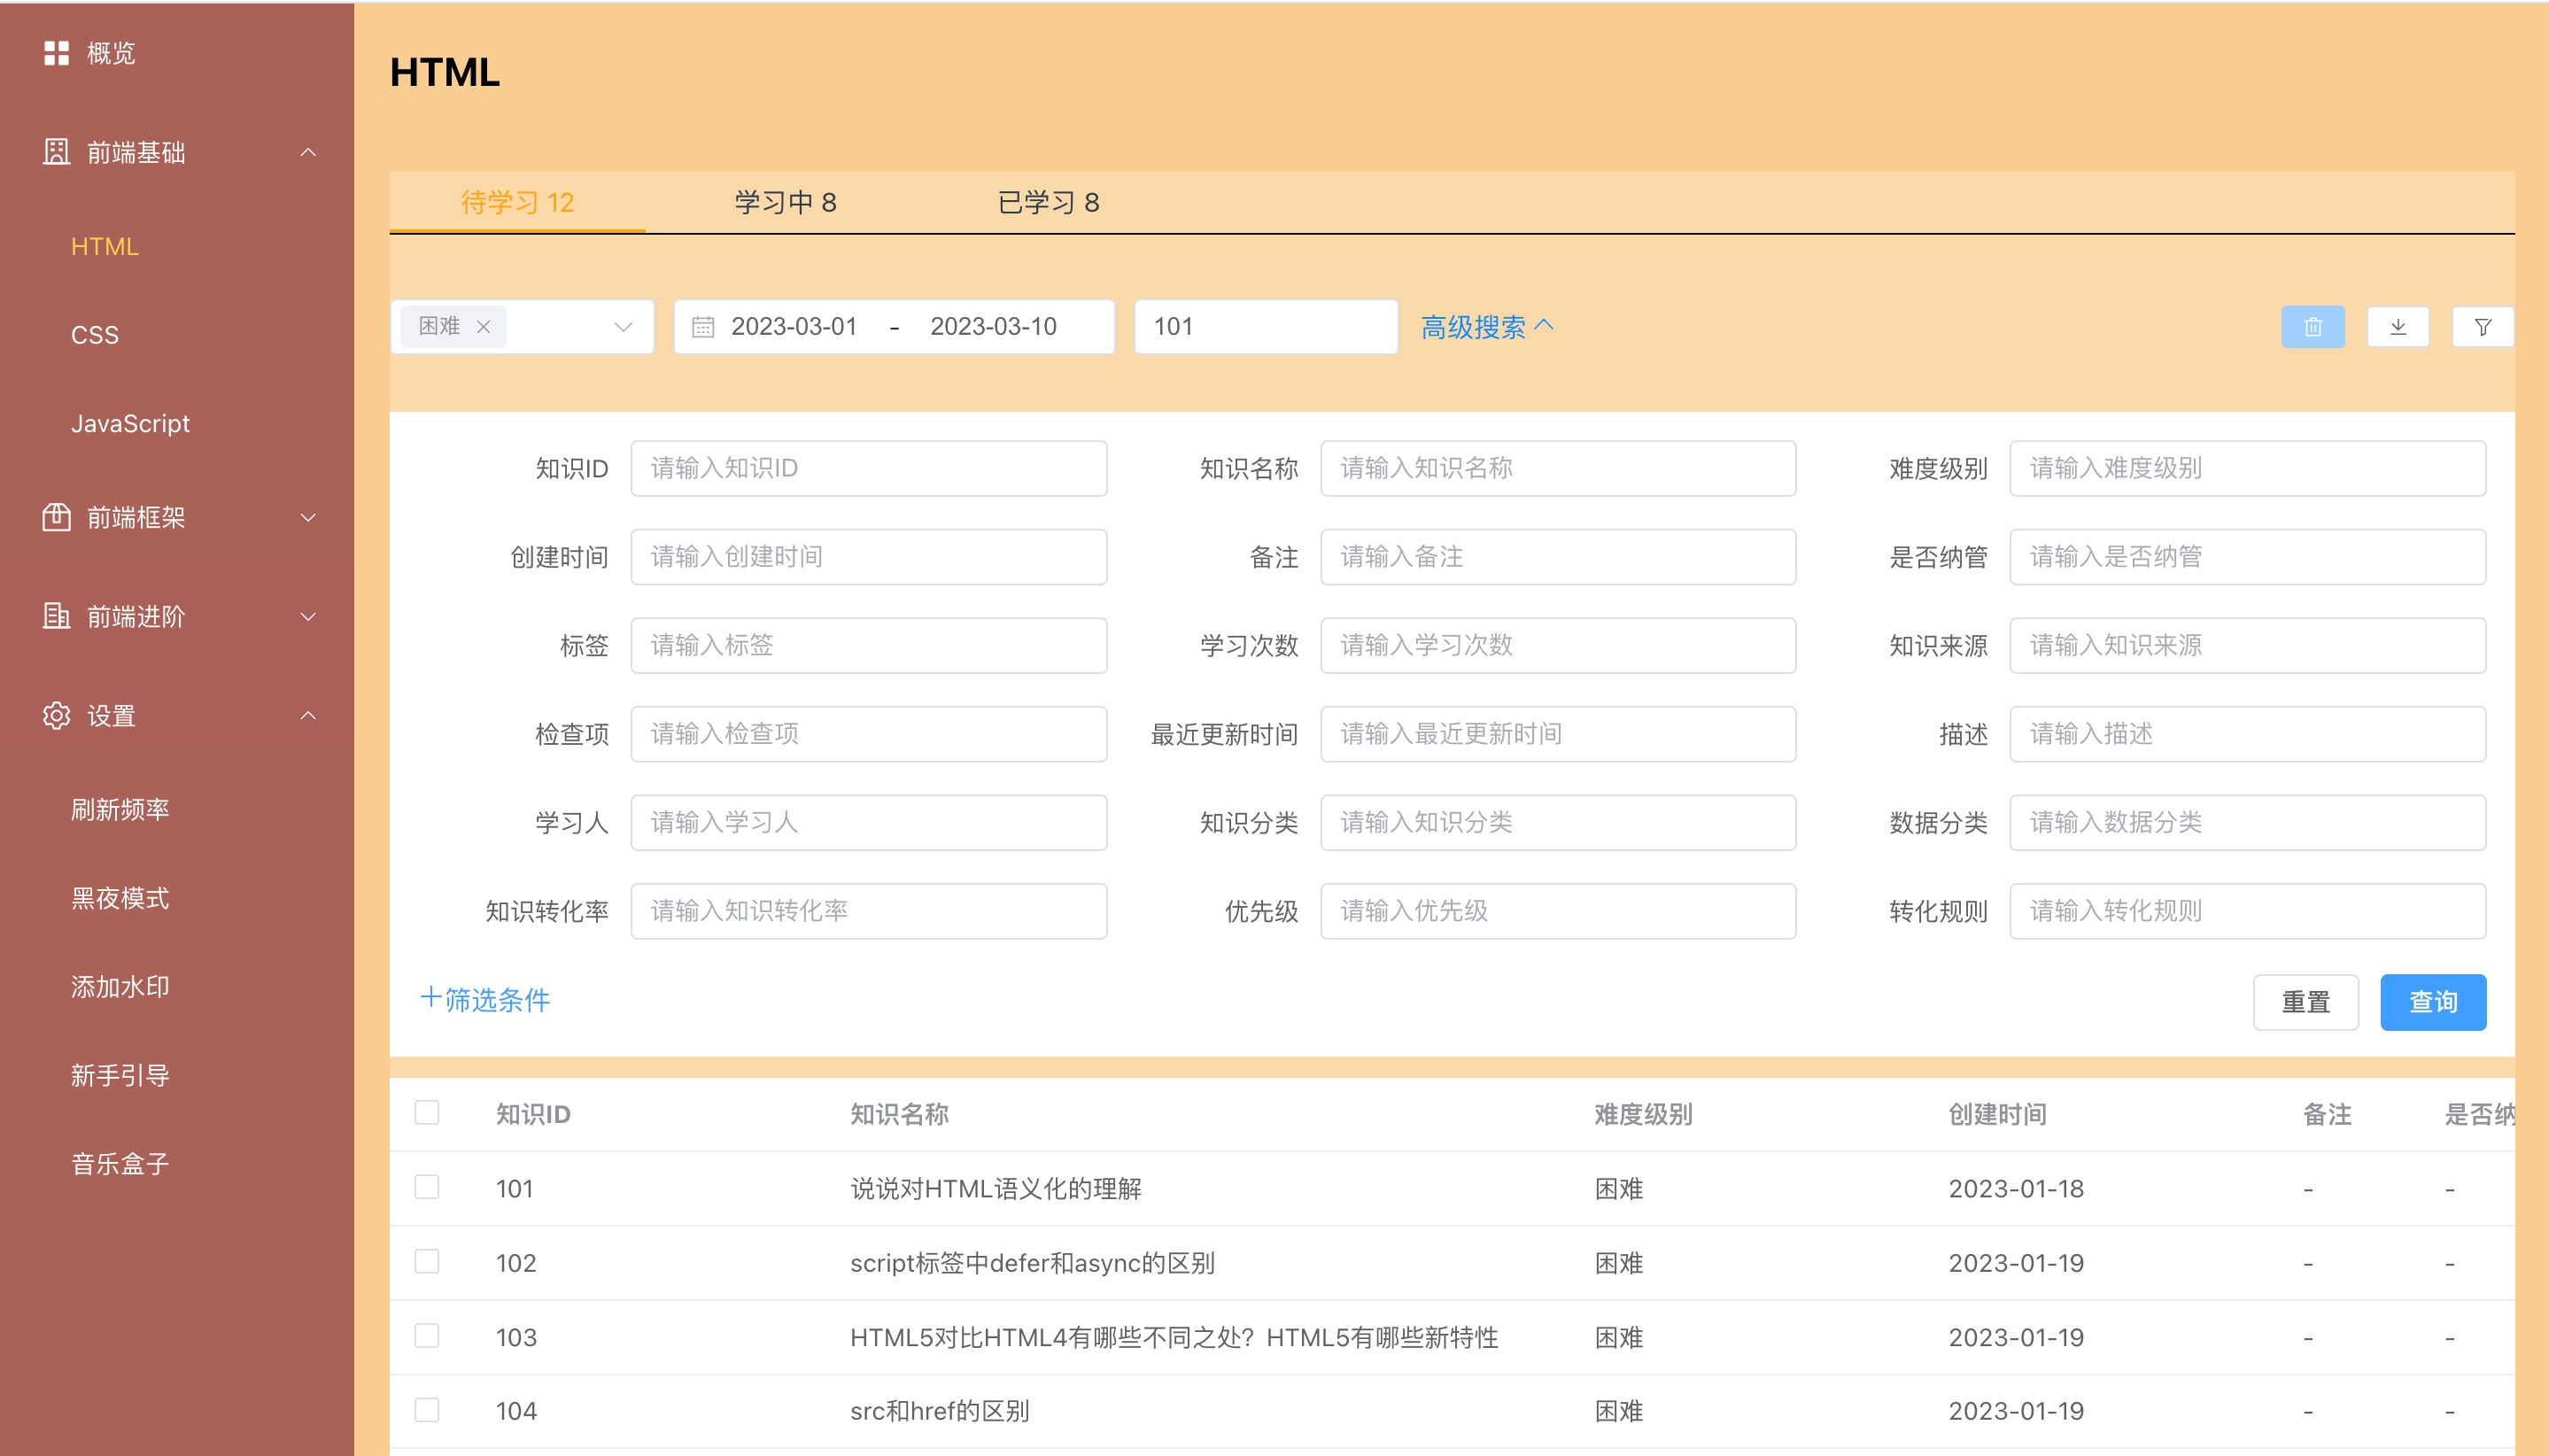 概览
前端基础
HTML
CSS
JavaScript
前端框架
前端进阶
设置
刷新频率
黑夜模式
添加水印
新手引导
音乐盒子
HTML
待学习 12 学习中 8 已学习 8
困难 2023-03-01 - 2023-03-10 101 高级搜索
知识ID 请输入知识ID 知识名称 请输入知识名称 难度级别 请输入难度级别
创建时间 请输入创建时间 备注 请输入备注 是否纳管 请输入是否纳管
标签 请输入标签 学习次数 请输入学习次数 知识来源 请输入知识来源
检查项 请输入检查项 最近更新时间 请输入最近更新时间 描述 请输入描述
学习人 请输入学习人 知识分类 请输入知识分类 数据分类 请输入数据分类
知识转化率 请输入知识转化率 优先级 请输入优先级 转化规则 请输入转化规则
+筛选条件 重置 查询
知识ID 知识名称 难度级别 创建时间 备注 是否纳
101 说说对HTML语义化的理解 困难 2023-01-18 - -
102 script标签中defer和async的区别 困难 2023-01-19 - -
103 HTML5对比HTML4有哪些不同之处？HTML5有哪些新特性 困难 2023-01-19 - -
104 src和href的区别 困难 2023-01-19 - -